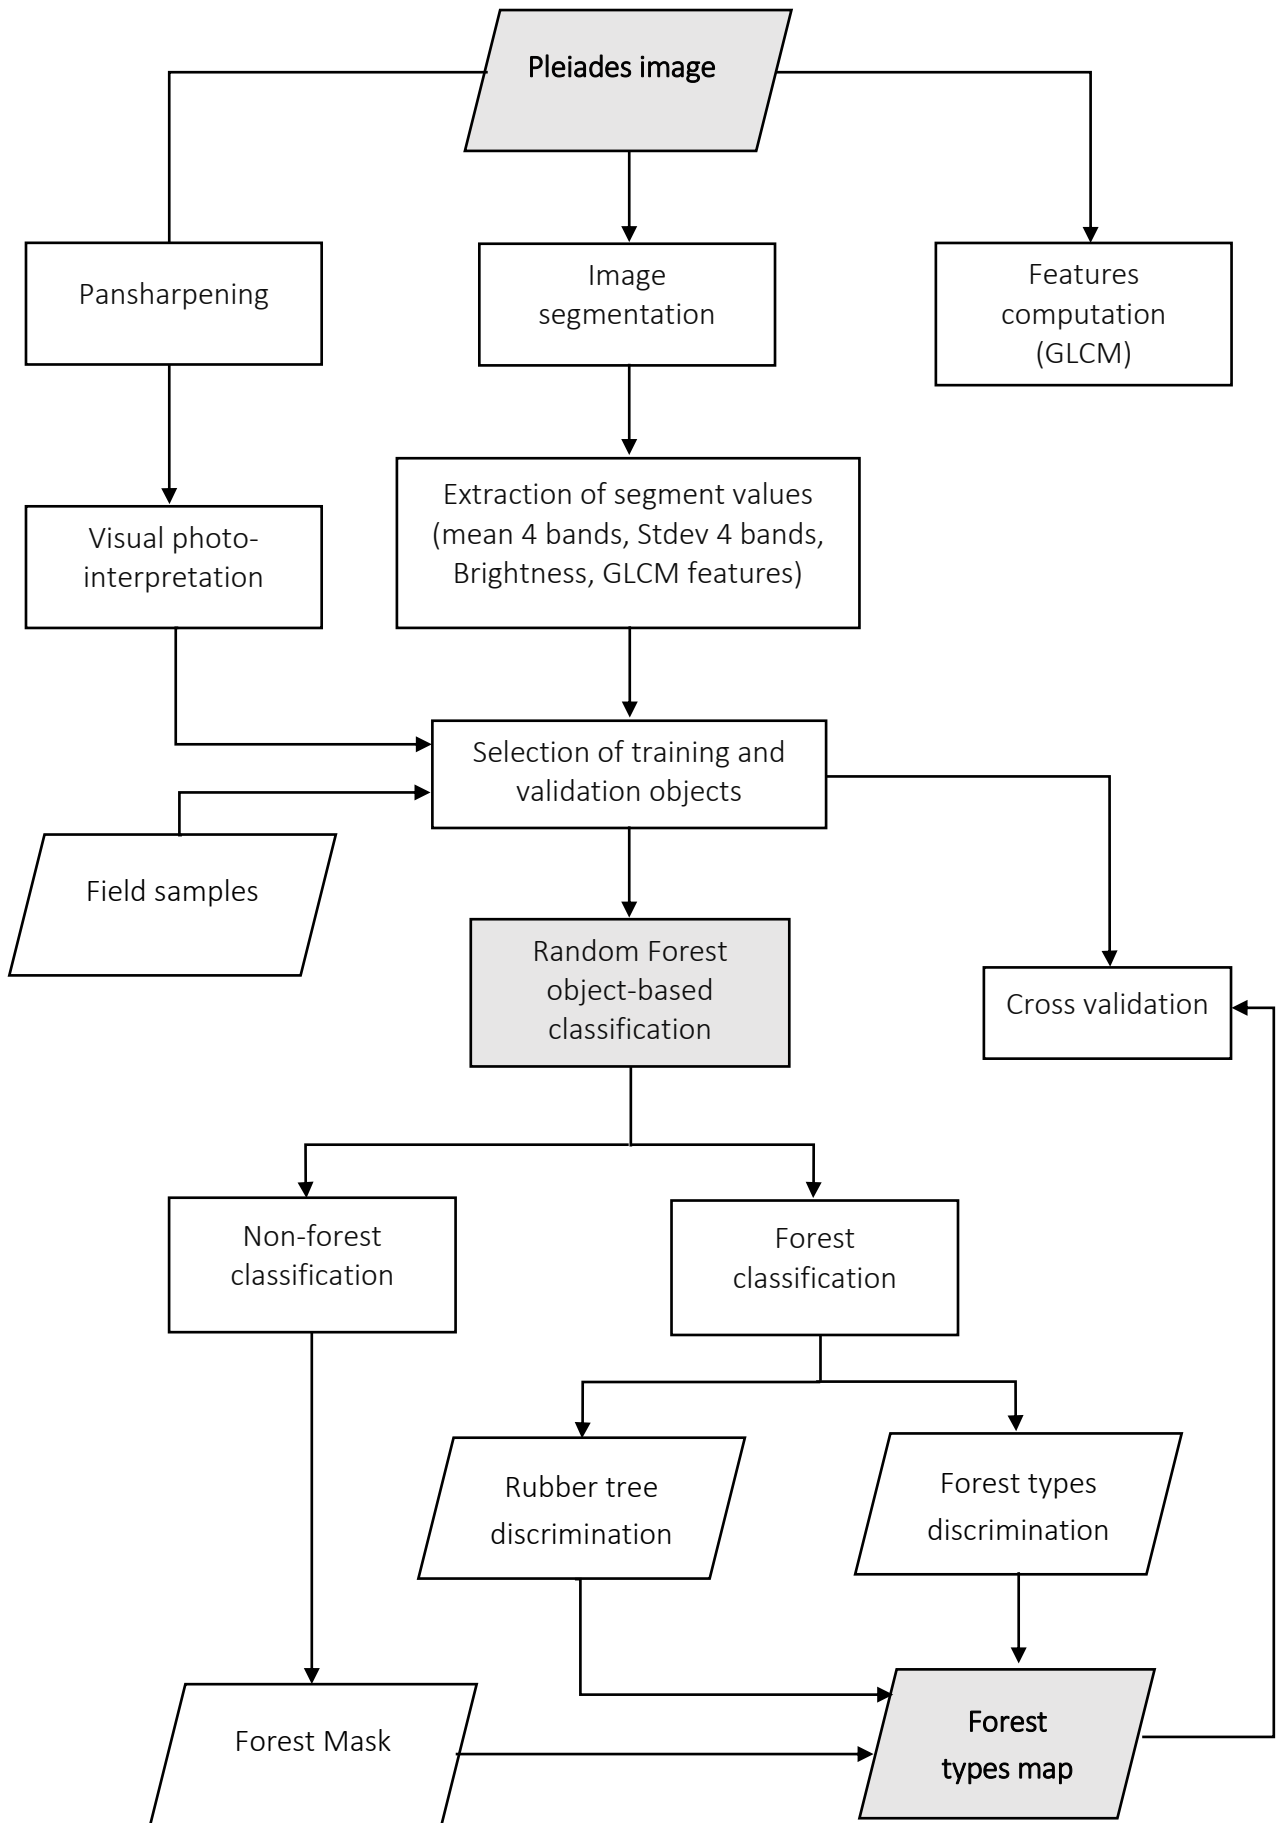 Pleiades image
Pansharpening
Image
segmentation
Features
computation
(GLCM)
Extraction of segment values
(mean 4 bands, Stdev 4 bands,
Brightness, GLCM features)
Visual photo-
interpretation
Selection of training and
validation objects
Field samples
Random Forest
object-based
classification
Cross validation
Non-forest
classification
Forest
classification
Rubber tree
discrimination
Forest types
discrimination
Forest Mask
Forest
types map